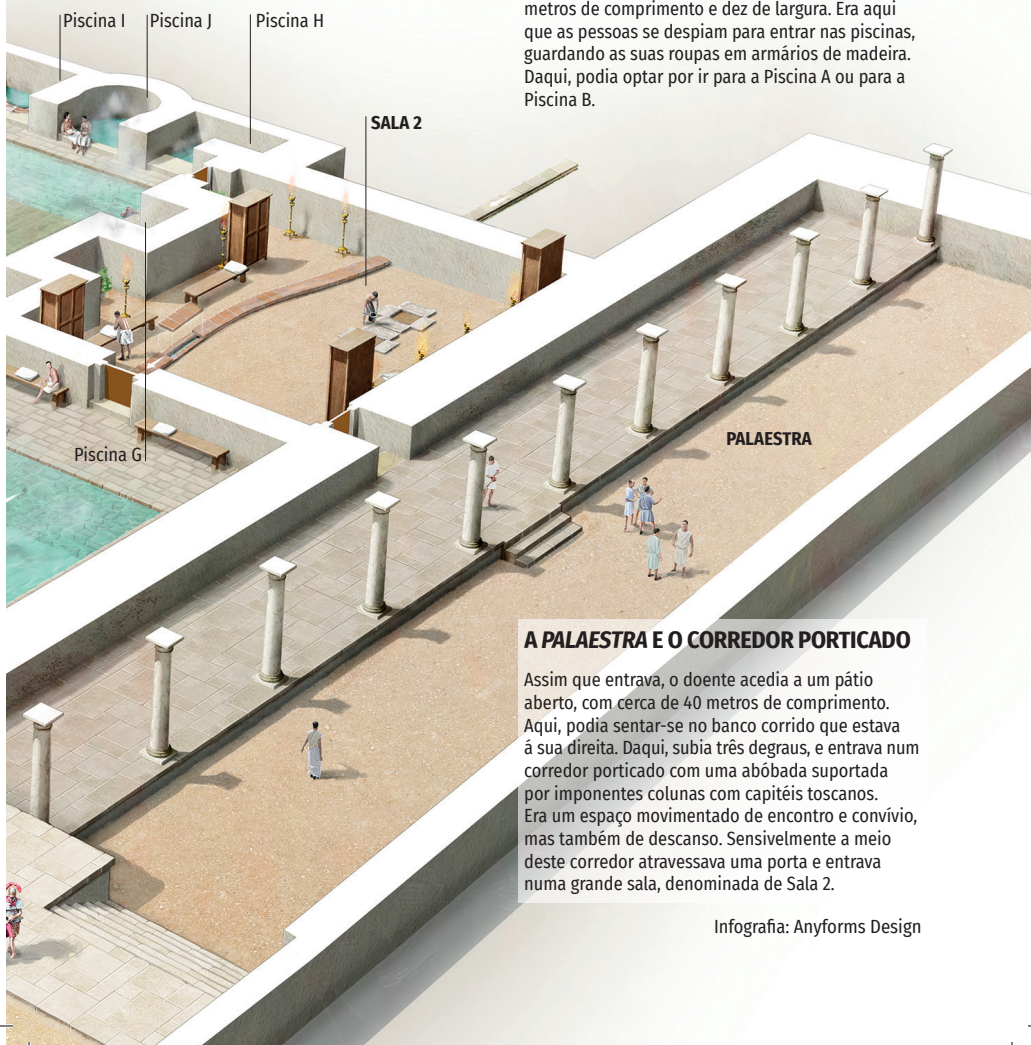 metros de comprimento e dez de largura. Era aqui
que as pessoas se despiam para entrar nas piscinas,
guardando as suas roupas em armários de madeira.
Daqui, podia optar por ir para a Piscina A ou para a
Piscina B.
Piscina I
Piscina J
Piscina H
SALA 2
Piscina G
PALAESTRA
A PALAESTRA E O CORREDOR PORTICADO
Assim que entrava, o doente acedia a um pátio
aberto, com cerca de 40 metros de comprimento.
Aqui, podia sentar-se no banco corrido que estava
á sua direita. Daqui, subia três degraus, e entrava num
corredor porticado com uma abóbada suportada
por imponentes colunas com capitéis toscanos.
Era um espaço movimentado de encontro e convívio,
mas também de descanso. Sensivelmente a meio
deste corredor atravessava uma porta e entrava
numa grande sala, denominada de Sala 2.
Infografia: Anyforms Design